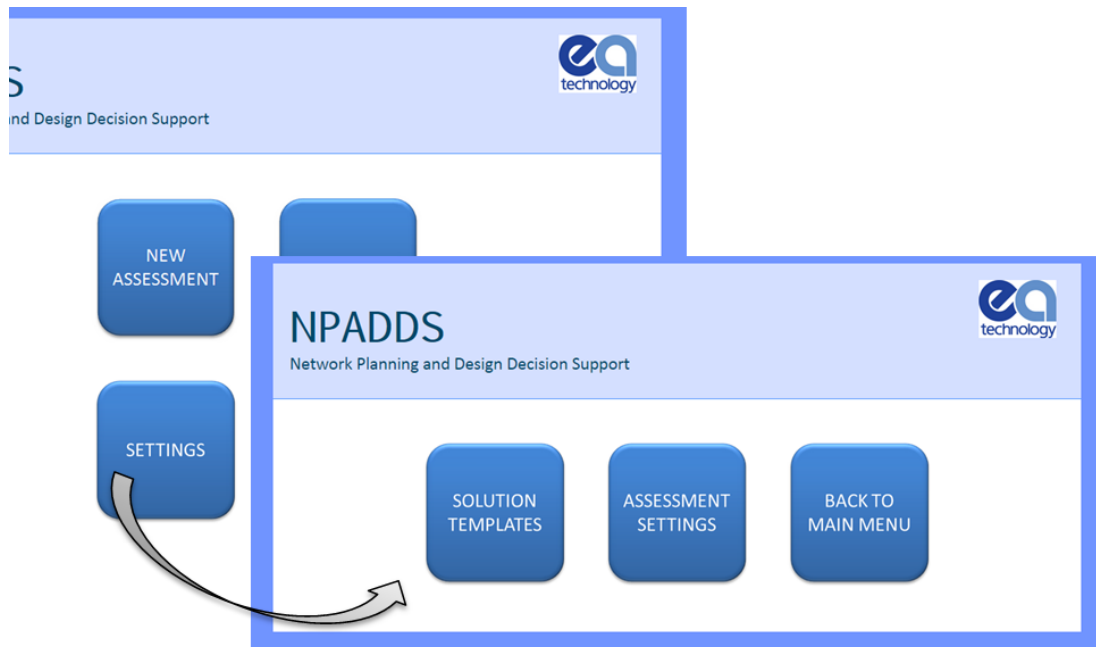 ea
technology
S
and Design Decision Support
NEW
ASSESSMENT
SETTINGS
ea
technology
NPADDS
Network Planning and Design Decision Support
SOLUTION
TEMPLATES
ASSESSMENT
SETTINGS
BACK TO
MAIN MENU